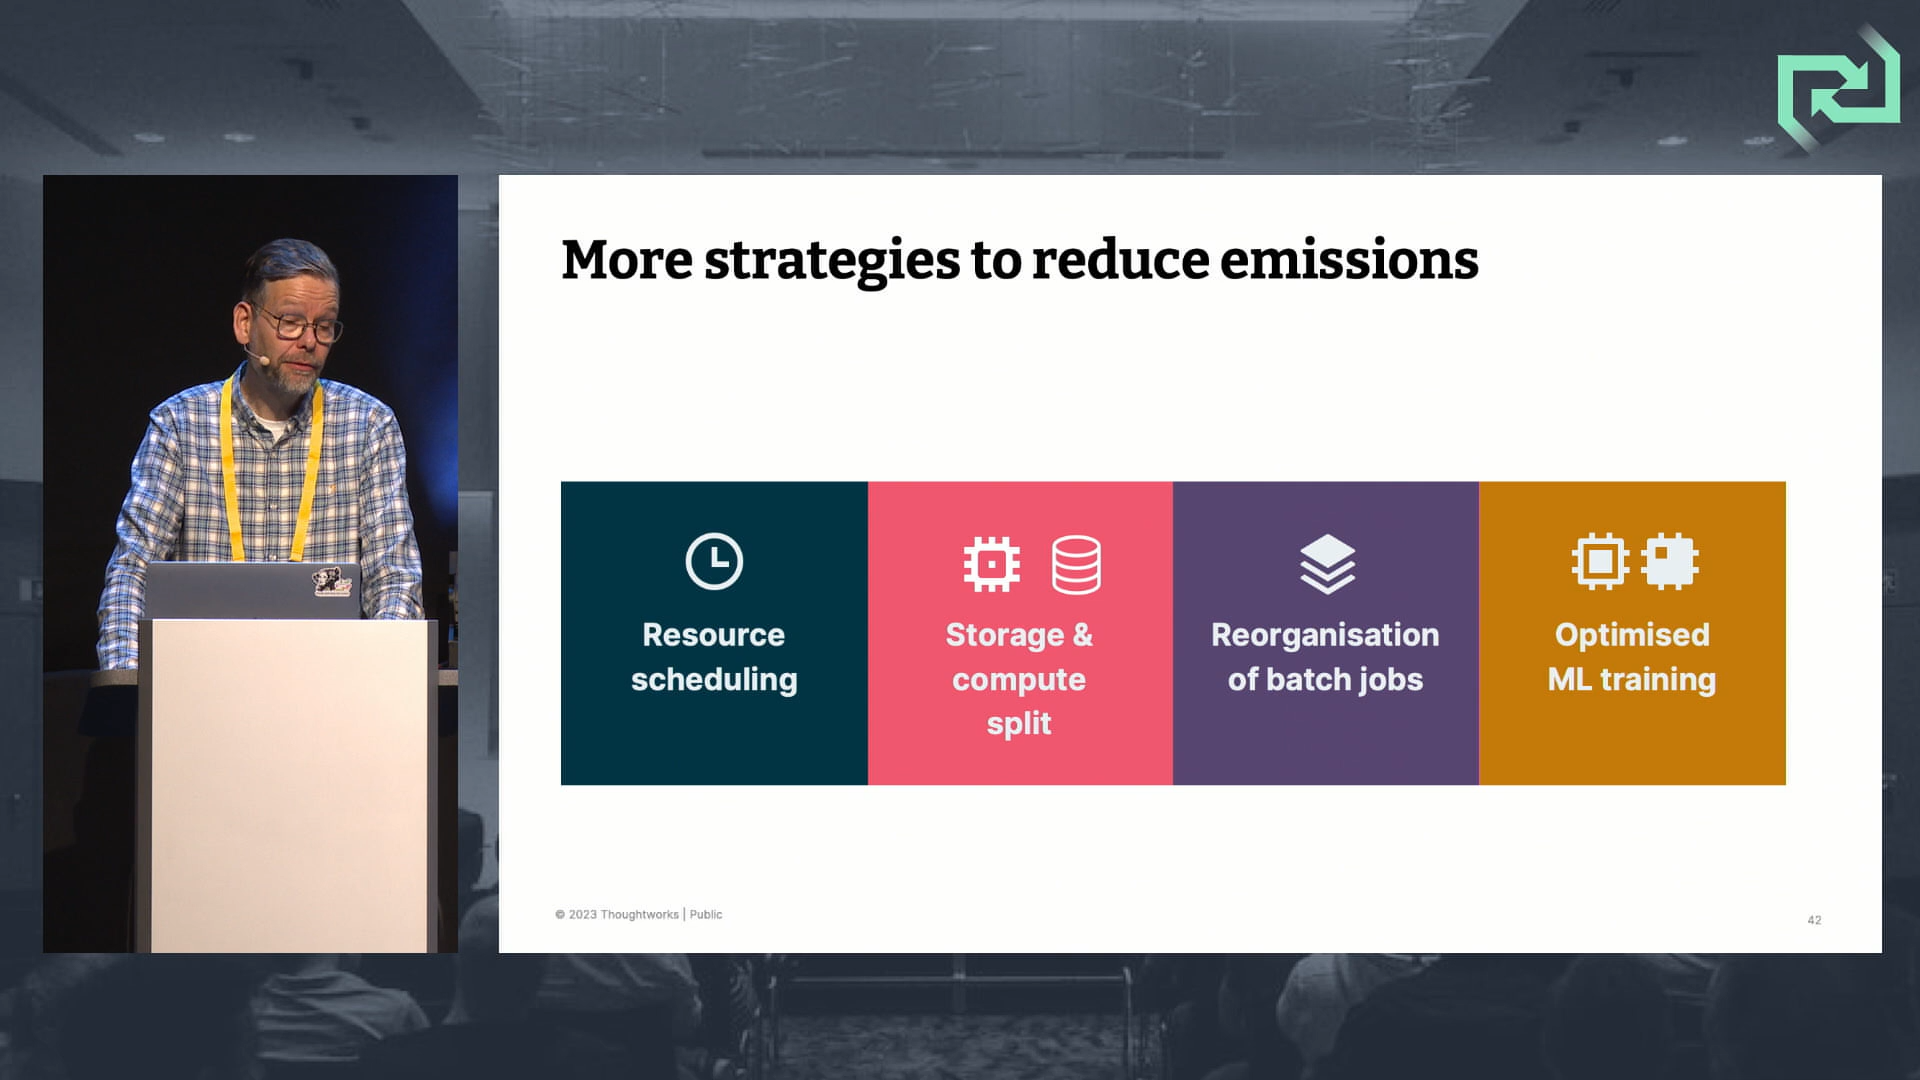 More strategies to reduce emissions
Resource
scheduling
Storage &
compute
split
Reorganisation
of batch jobs
Optimised
ML training
© 2023 Thoughtworks | Public
42